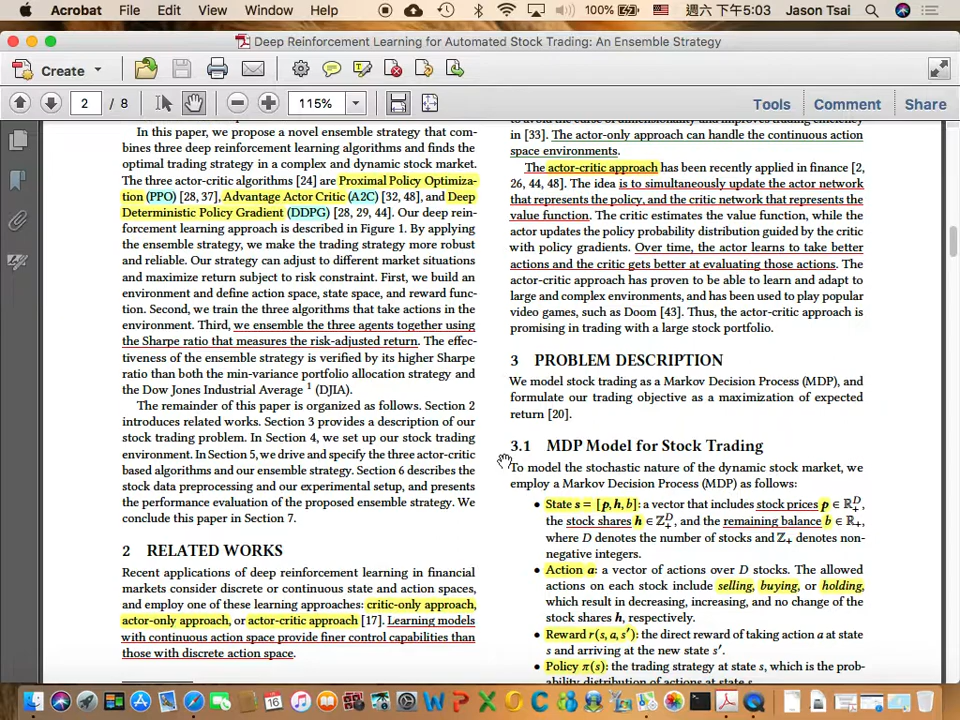 Acrobat File Edit View Window Help 100% 週六 下午5:03 Jason Tsai
Deep Reinforcement Learning for Automated Stock Trading: An Ensemble Strategy
Create
2 / 8 115% Tools Comment Share
In this paper, we propose a novel ensemble strategy that com-
bines three deep reinforcement learning algorithms and finds the
optimal trading strategy in a complex and dynamic stock market.
The three actor-critic algorithms [24] are Proximal Policy Optimiza-
tion (PPO) [28, 37], Advantage Actor Critic (A2C) [32, 48], and Deep
Deterministic Policy Gradient (DDPG) [28, 29, 44]. Our deep rein-
forcement learning approach is described in Figure 1. By applying
the ensemble strategy, we make the trading strategy more robust
and reliable. Our strategy can adjust to different market situations
and maximize return subject to risk constraint. First, we build an
environment and define action space, state space, and reward func-
tion. Second, we train the three algorithms that take actions in the
environment. Third, we ensemble the three agents together using
the Sharpe ratio that measures the risk-adjusted return. The effec-
tiveness of the ensemble strategy is verified by its higher Sharpe
ratio than both the min-variance portfolio allocation strategy and
the Dow Jones Industrial Average 1 (DJIA).
The remainder of this paper is organized as follows. Section 2
introduces related works. Section 3 provides a description of our
stock trading problem. In Section 4, we set up our stock trading
environment. In Section 5, we drive and specify the three actor-critic
based algorithms and our ensemble strategy. Section 6 describes the
stock data preprocessing and our experimental setup, and presents
the performance evaluation of the proposed ensemble strategy. We
conclude this paper in Section 7.
2 RELATED WORKS
Recent applications of deep reinforcement learning in financial
markets consider discrete or continuous state and action spaces,
and employ one of these learning approaches: critic-only approach,
actor-only approach, or actor-critic approach [17]. Learning models
with continuous action space provide finer control capabilities than
those with discrete action space.
in [33]. The actor-only approach can handle the continuous action
space environments.
The actor-critic approach has been recently applied in finance [2,
26, 44, 48]. The idea is to simultaneously update the actor network
that represents the policy, and the critic network that represents the
value function. The critic estimates the value function, while the
actor updates the policy probability distribution guided by the critic
with policy gradients. Over time, the actor learns to take better
actions and the critic gets better at evaluating those actions. The
actor-critic approach has proven to be able to learn and adapt to
large and complex environments, and has been used to play popular
video games, such as Doom [43]. Thus, the actor-critic approach is
promising in trading with a large stock portfolio.
3 PROBLEM DESCRIPTION
We model stock trading as a Markov Decision Process (MDP), and
formulate our trading objective as a maximization of expected
return [20].
3.1 MDP Model for Stock Trading
To model the stochastic nature of the dynamic stock market, we
employ a Markov Decision Process (MDP) as follows:
• State s = [p, h, b]: a vector that includes stock prices p ∈ ℝ₊ᴰ,
the stock shares h ∈ ℤ₊ᴰ, and the remaining balance b ∈ ℝ₊,
where D denotes the number of stocks and ℤ₊ denotes non-
negative integers.
• Action a: a vector of actions over D stocks. The allowed
actions on each stock include selling, buying, or holding,
which result in decreasing, increasing, and no change of the
stock shares h, respectively.
• Reward r(s, a, s′): the direct reward of taking action a at state
s and arriving at the new state s′.
• Policy π(s): the trading strategy at state s, which is the prob-
ability distribution of actions at state s